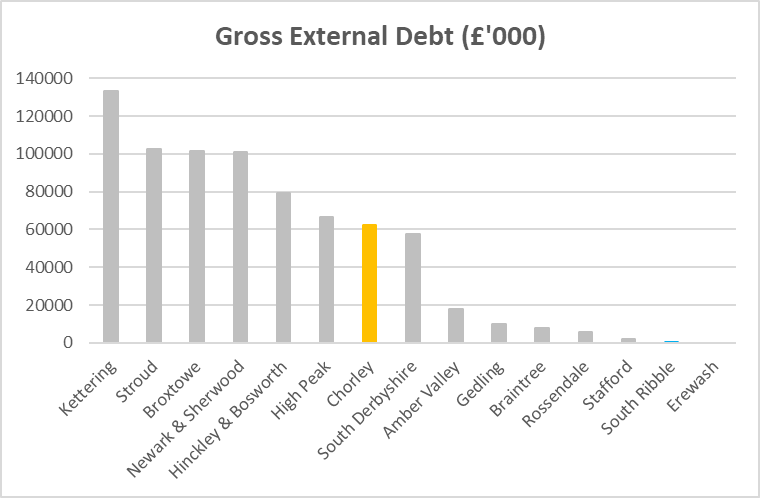 Gross External Debt (£'000)
140000
120000
100000
80000
60000
40000
20000
0
Kettering
Stroud
Broxtowe
Newark & Sherwood
Hinckley & Bosworth
High Peak
Chorley
South Derbyshire
Amber Valley
Gedling
Braintree
Rossendale
Stafford
South Ribble
Erewash